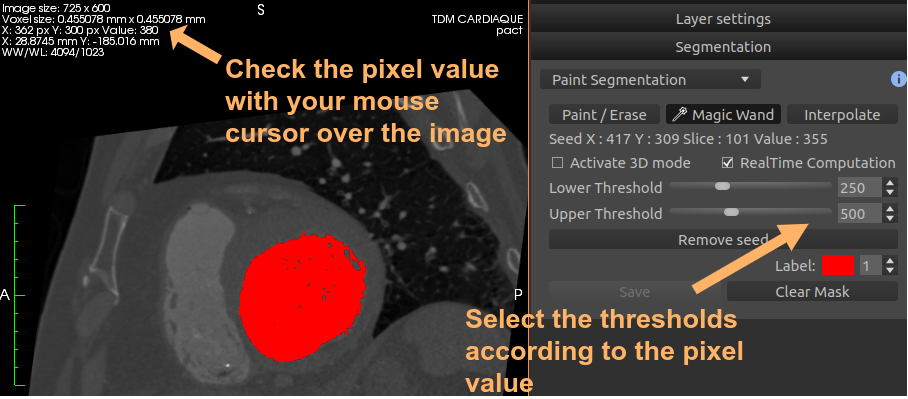 Image size: 725 x 600
Voxel size: 0.455078 mm x 0.455078 mm
X: 362 px Y: 300 px Value: 380
X: 28.8745 mm Y: -185.016 mm
WW/WL: 4094/1023
S
TDM CARDIAQUE
pact
Check the pixel value
with your mouse
cursor over the image
A
P
Layer settings
Segmentation
Paint Segmentation
i
Paint / Erase
Magic Wand
Interpolate
Seed X : 417 Y : 309 Slice : 101 Value : 355
Activate 3D mode
RealTime Computation
Lower Threshold
250
Upper Threshold
500
Remove seed
Label:
1
Save
Clear Mask
Select the thresholds
according to the pixel
value